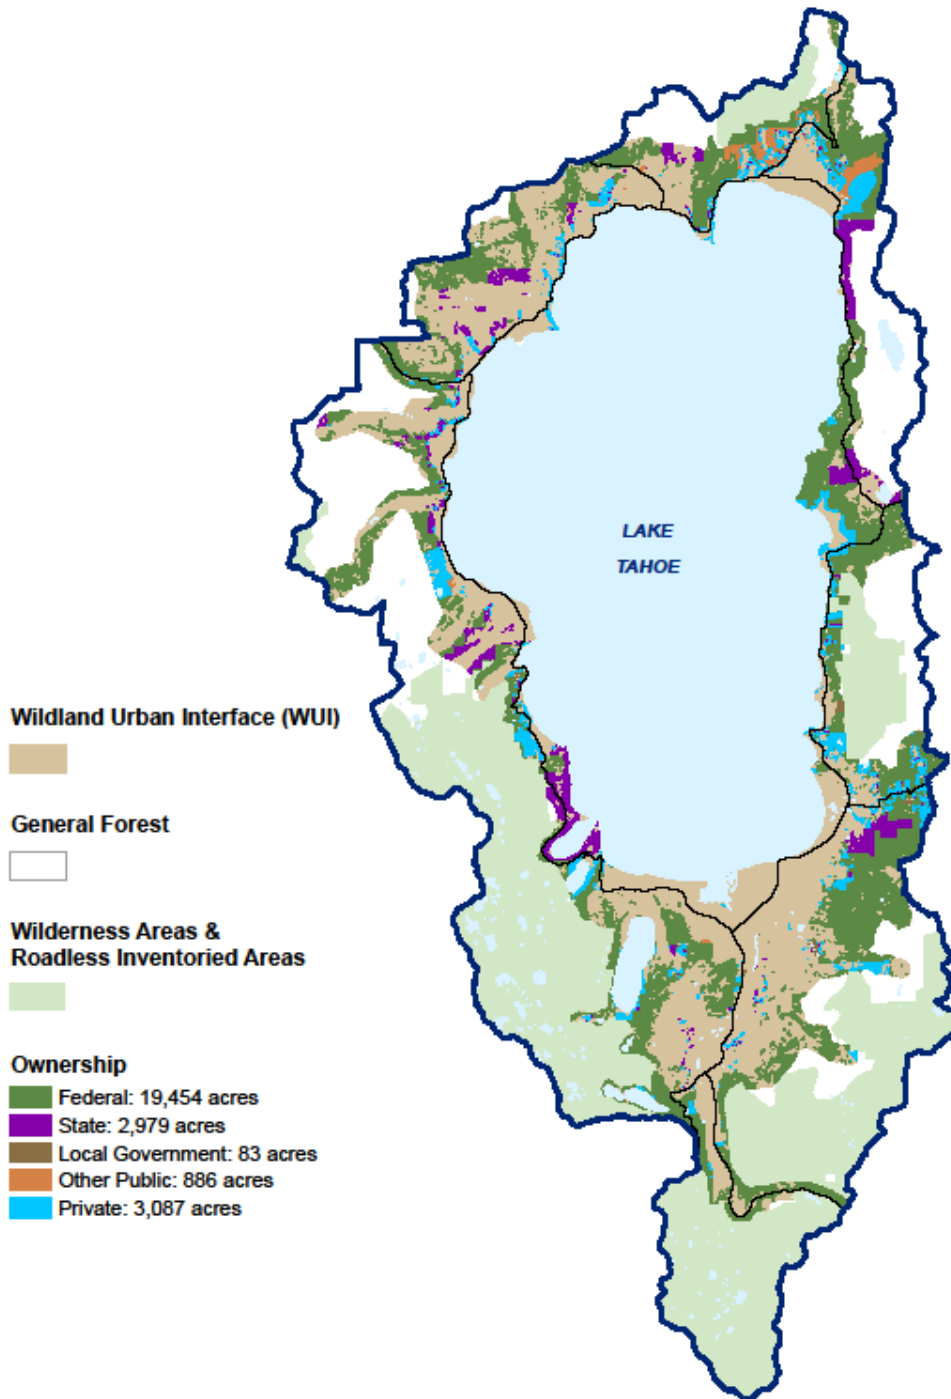 LAKE
TAHOE
Wildland Urban Interface (WUI)
General Forest
Wilderness Areas &
Roadless Inventoried Areas
Ownership
Federal: 19,454 acres
State: 2,979 acres
Local Government: 83 acres
Other Public: 886 acres
Private: 3,087 acres